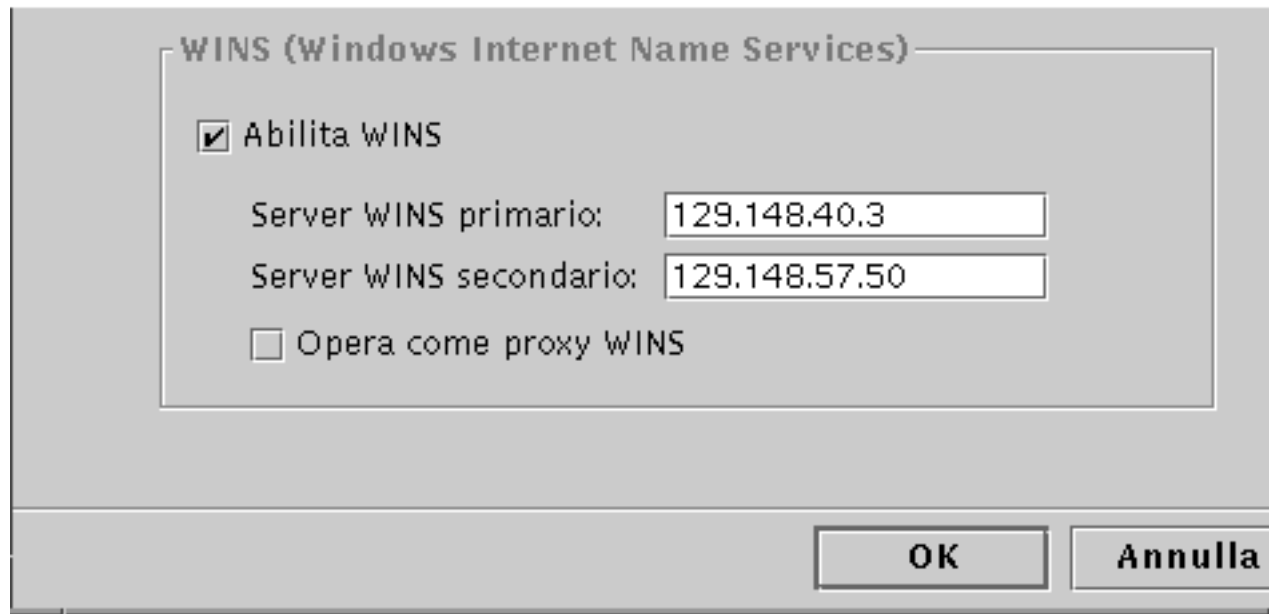 WINS (Windows Internet Name Services)
Abilita WINS
Server WINS primario: 129.148.40.3
Server WINS secondario: 129.148.57.50
Opera come proxy WINS
OK Annulla